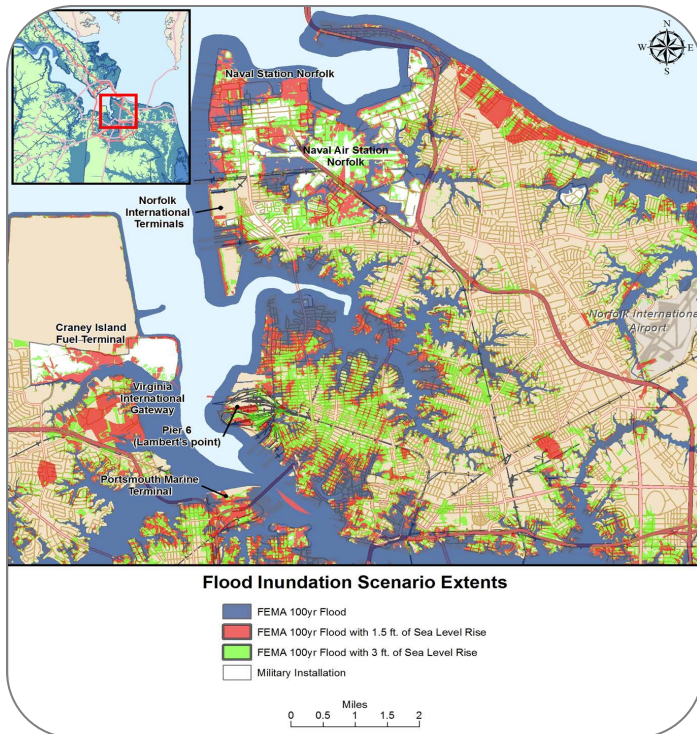 N
W E
S
Naval Station Norfolk
Naval Air Station
Norfolk
Norfolk
International
Terminals
Norfolk International
Airport
Craney Island
Fuel Terminal
Virginia
International
Gateway
Pier 6
(Lambert's point)
Portsmouth Marine
Terminal
Flood Inundation Scenario Extents
FEMA 100yr Flood
FEMA 100yr Flood with 1.5 ft. of Sea Level Rise
FEMA 100yr Flood with 3 ft. of Sea Level Rise
Military Installation
Miles
0 0.5 1 1.5 2